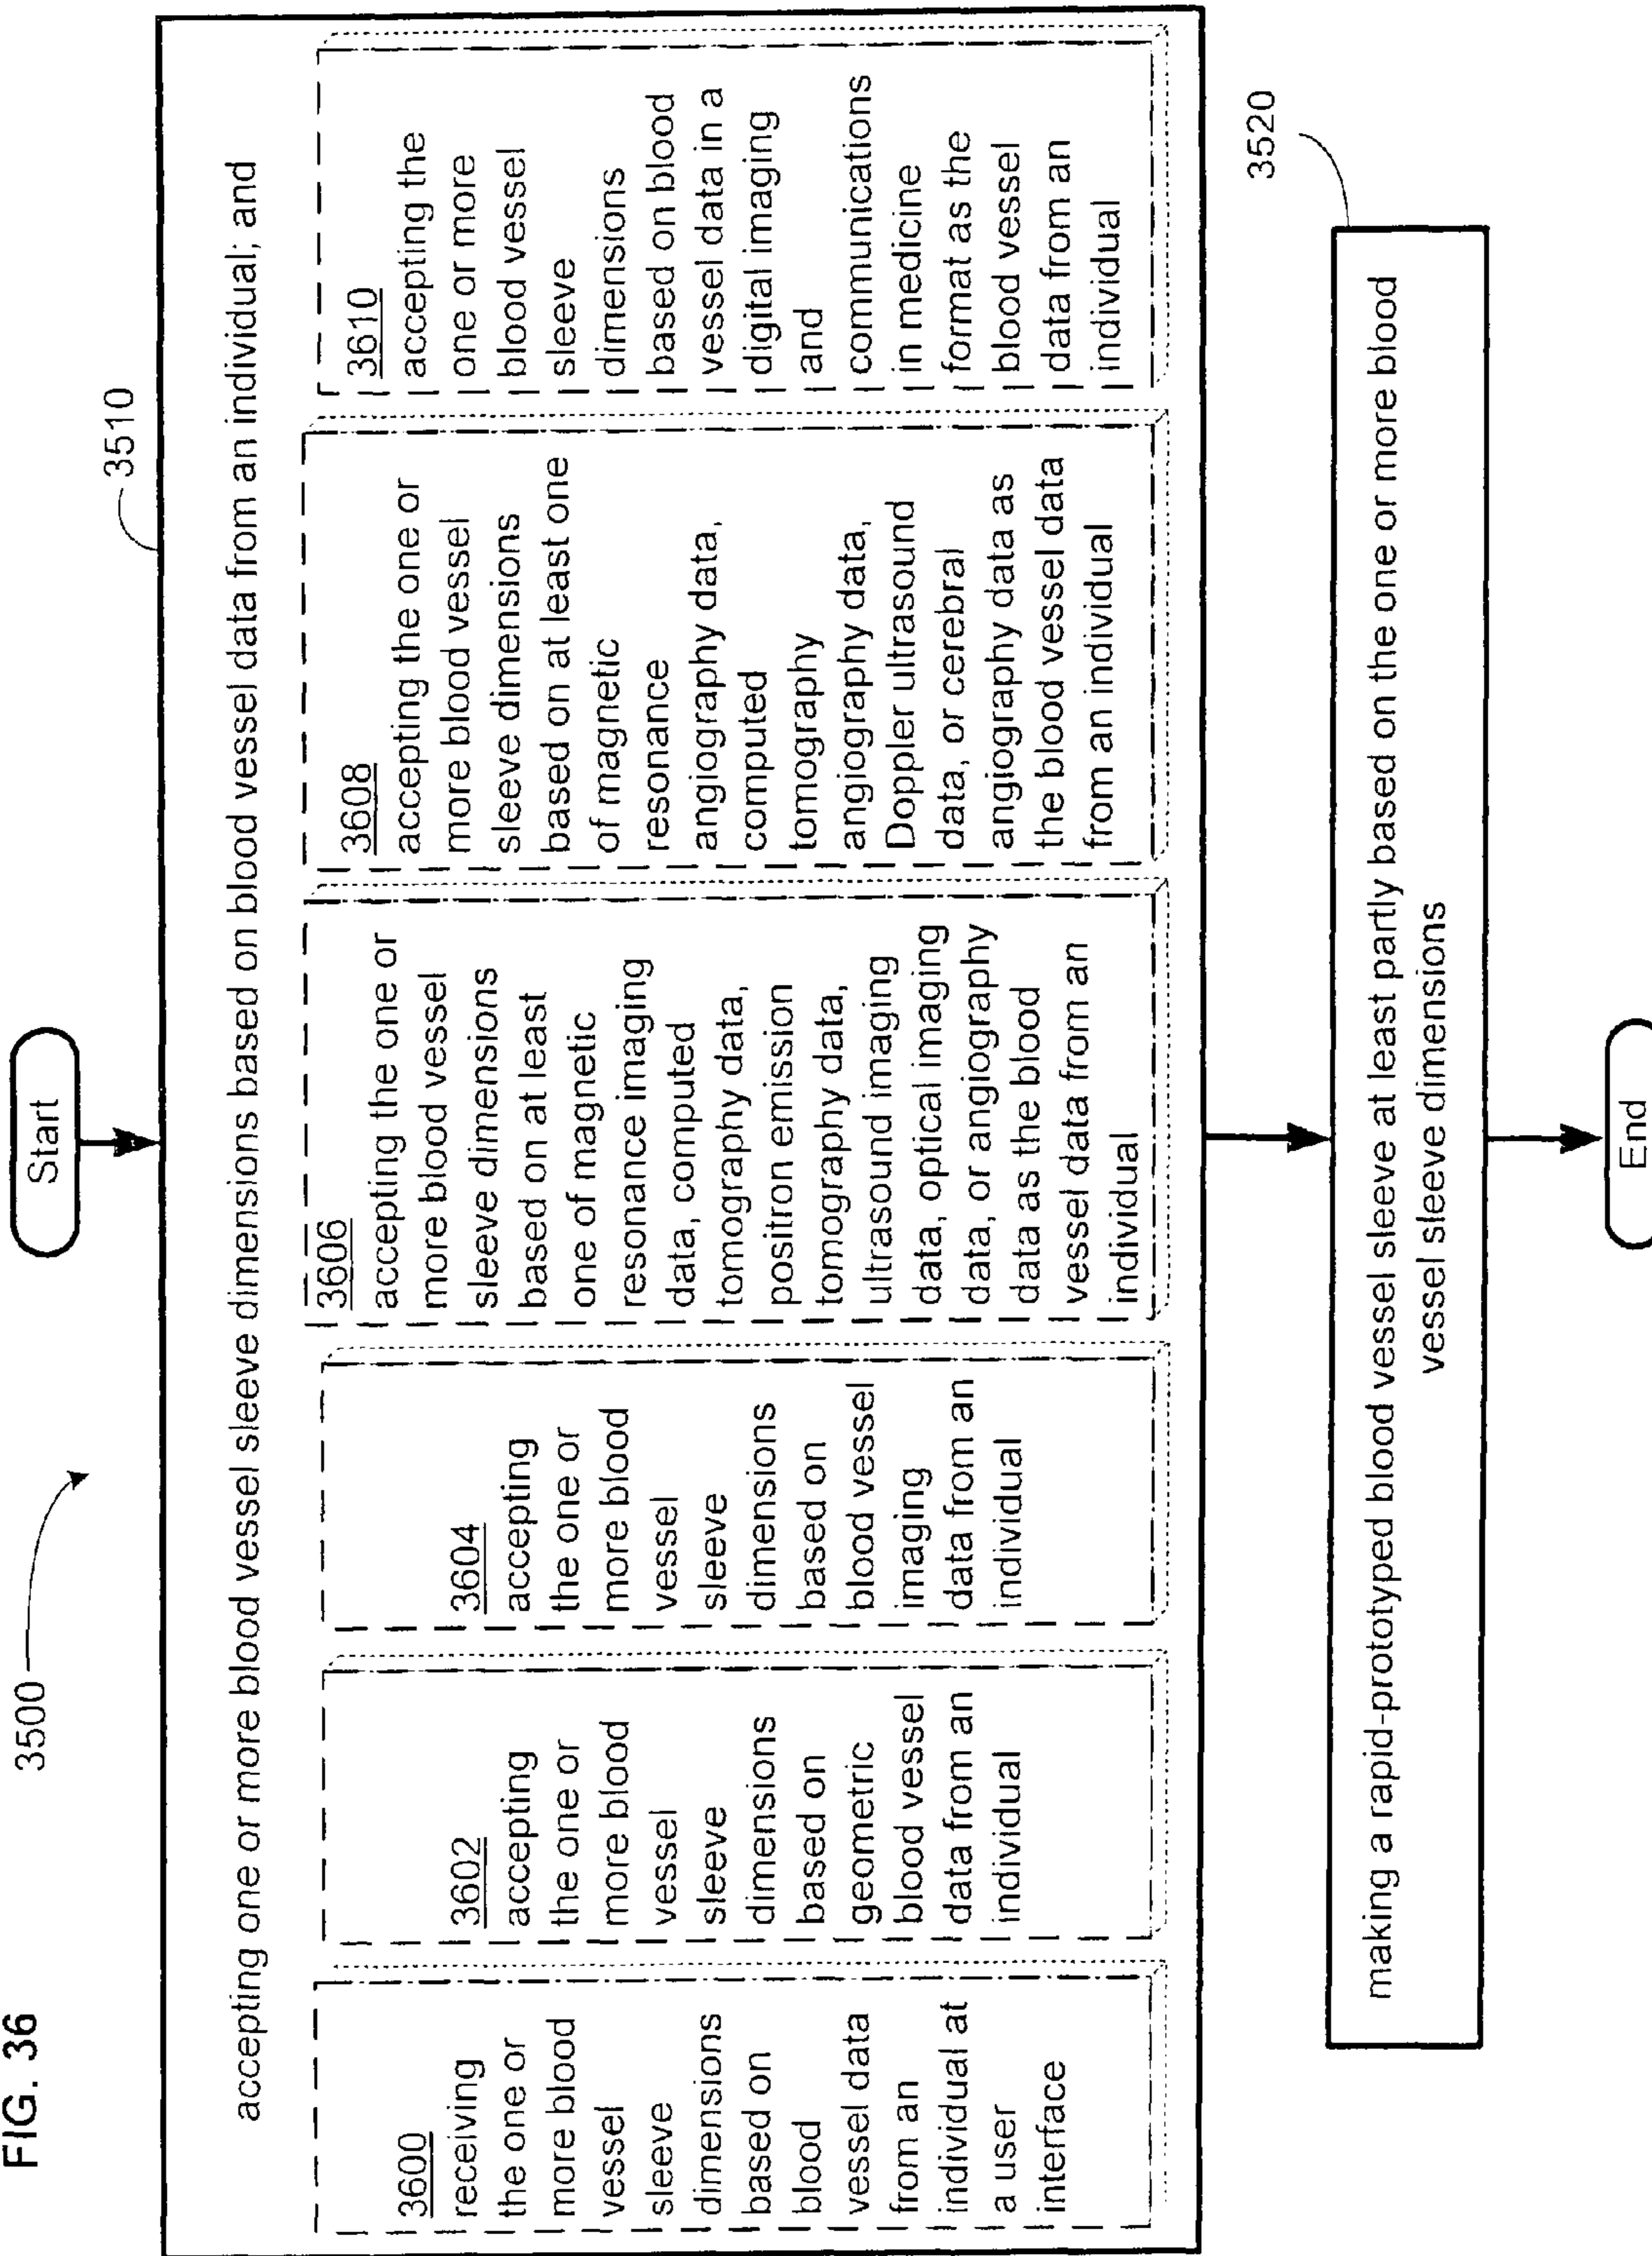 FIG. 36
3500
Start
3510
accepting one or more blood vessel sleeve dimensions based on blood vessel data from an individual; and
3600
receiving
the one or
more blood
vessel
sleeve
dimensions
based on
blood
vessel data
from an
individual at
a user
interface
3602
accepting
the one or
more blood
vessel
sleeve
dimensions
based on
geometric
blood vessel
data from an
individual
3604
accepting
the one or
more blood
vessel
sleeve
dimensions
based on
blood vessel
imaging
data from an
individual
3606
accepting the one or
more blood vessel
sleeve dimensions
based on at least
one of magnetic
resonance imaging
data, computed
tomography data,
positron emission
tomography data,
ultrasound imaging
data, optical imaging
data, or angiography
data as the blood
vessel data from an
individual
3608
accepting the one or
more blood vessel
sleeve dimensions
based on at least one
of magnetic
resonance
angiography data,
computed
tomography
angiography data,
Doppler ultrasound
data, or cerebral
angiography data as
the blood vessel data
from an individual
3610
accepting the
one or more
blood vessel
sleeve
dimensions
based on blood
vessel data in a
digital imaging
and
communications
in medicine
format as the
blood vessel
data from an
individual
3520
making a rapid-prototyped blood vessel sleeve at least partly based on the one or more blood
vessel sleeve dimensions
End